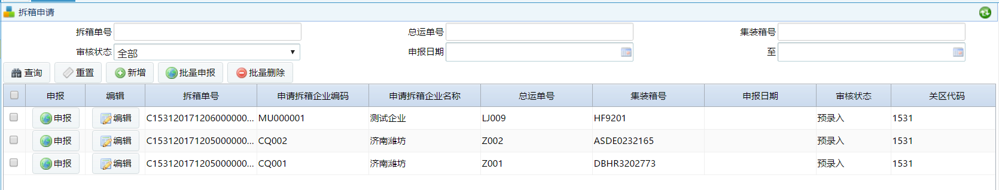 拆箱申请
拆箱单号 总运单号 集装箱号
审核状态 全部 申报日期 至
查询 重置 新增 批量申报 批量删除
申报 编辑 拆箱单号 申请拆箱企业编码 申请拆箱企业名称 总运单号 集装箱号 申报日期 审核状态 关区代码
申报 编辑 C153120171206000000... MU000001 测试企业 LJ009 HF9201 预录入 1531
申报 编辑 C153120171205000000... CQ002 济南潍坊 Z002 ASDE0232165 预录入 1531
申报 编辑 C153120171205000000... CQ001 济南潍坊 Z001 DBHR3202773 预录入 1531